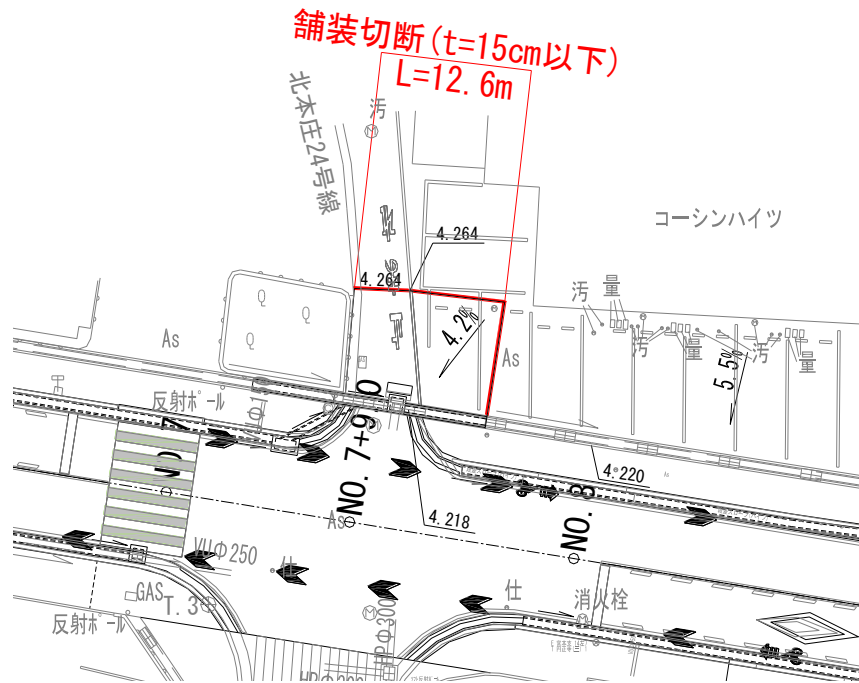 舗装切断(t=15cm以下)
L=12.6m
汚
北本庄24号線
コーシンハイツ
4.264
4.264
汚
量
Q
Q
Q
As
4.2%
As
汚
量
汚
量
5.5%
反射ポール
NO. 7+9.0
4.220
As
4.218
VUΦ250
仕
仕
消火栓
GAS
T.3
反射ポール
HPΦ300